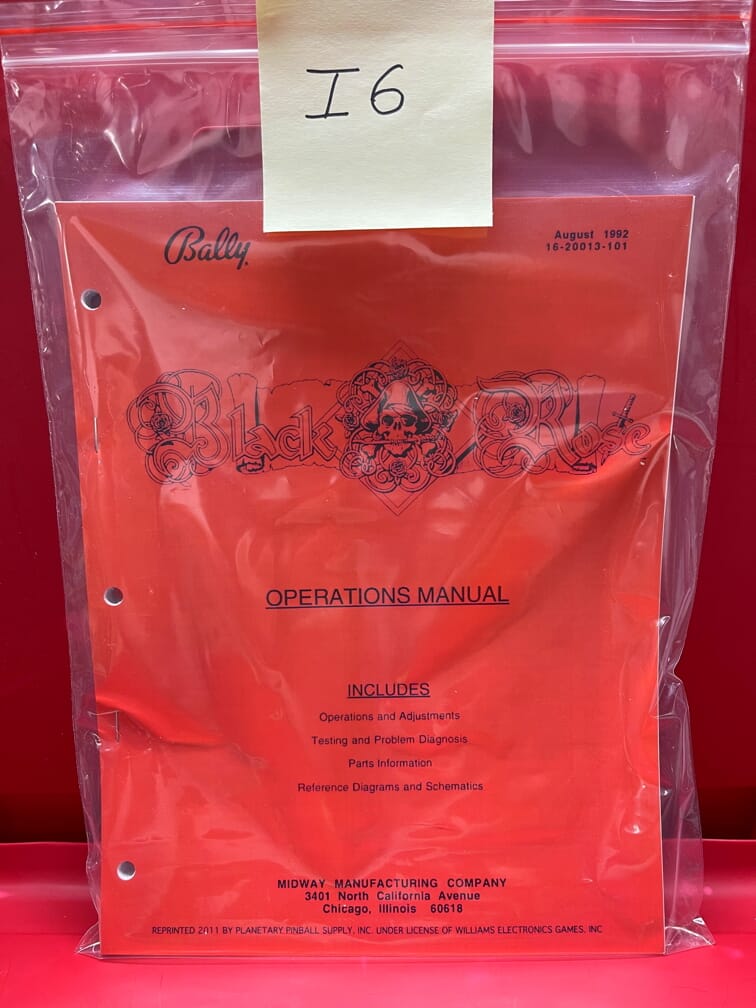 I6
Bally
August 1992
16-20013-101
Black Rose
OPERATIONS MANUAL
INCLUDES
Operations and Adjustments
Testing and Problem Diagnosis
Parts Information
Reference Diagrams and Schematics
MIDWAY MANUFACTURING COMPANY
3401 North California Avenue
Chicago, Illinois 60618
REPRINTED 2011 BY PLANETARY PINBALL SUPPLY, INC. UNDER LICENSE OF WILLIAMS ELECTRONICS GAMES, INC